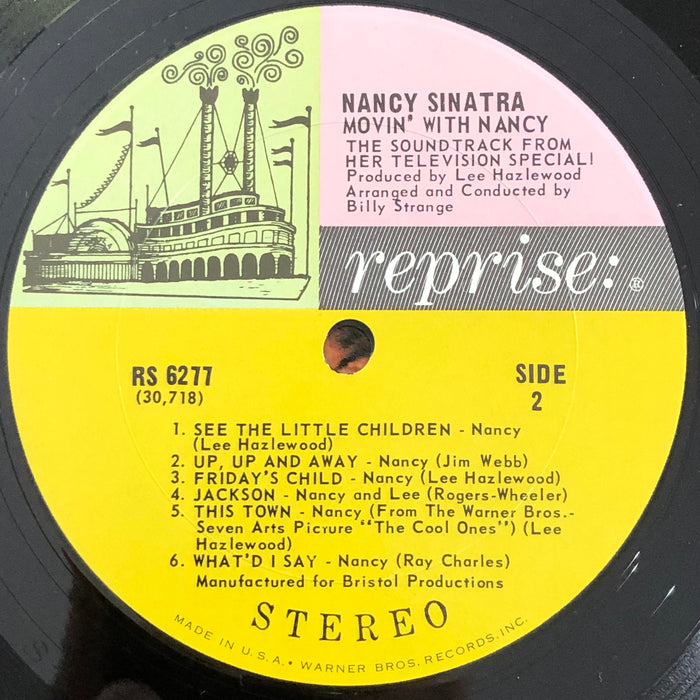 NANCY SINATRA
MOVIN' WITH NANCY
THE SOUNDTRACK FROM
HER TELEVISION SPECIAL!
Produced by Lee Hazlewood
Arranged and Conducted by
Billy Strange
reprise:®
RS 6277
(30,718)
SIDE
2
1. SEE THE LITTLE CHILDREN - Nancy
(Lee Hazlewood)
2. UP, UP AND AWAY - Nancy (Jim Webb)
3. FRIDAY'S CHILD - Nancy (Lee Hazlewood)
4. JACKSON - Nancy and Lee (Rogers-Wheeler)
5. THIS TOWN - Nancy (From The Warner Bros.-
Seven Arts Picture "The Cool Ones") (Lee
Hazlewood)
6. WHAT'D I SAY - Nancy (Ray Charles)
Manufactured for Bristol Productions
STEREO
MADE IN U.S.A. • WARNER BROS. RECORDS, INC.